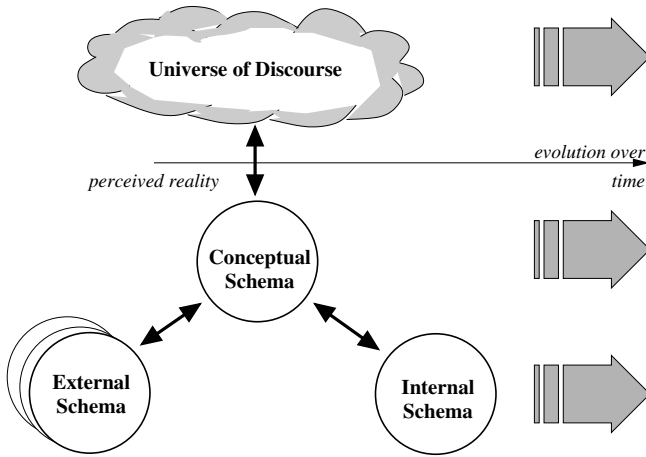 Universe of Discourse
evolution over
perceived reality
time
Conceptual
Schema
External
Schema
Internal
Schema